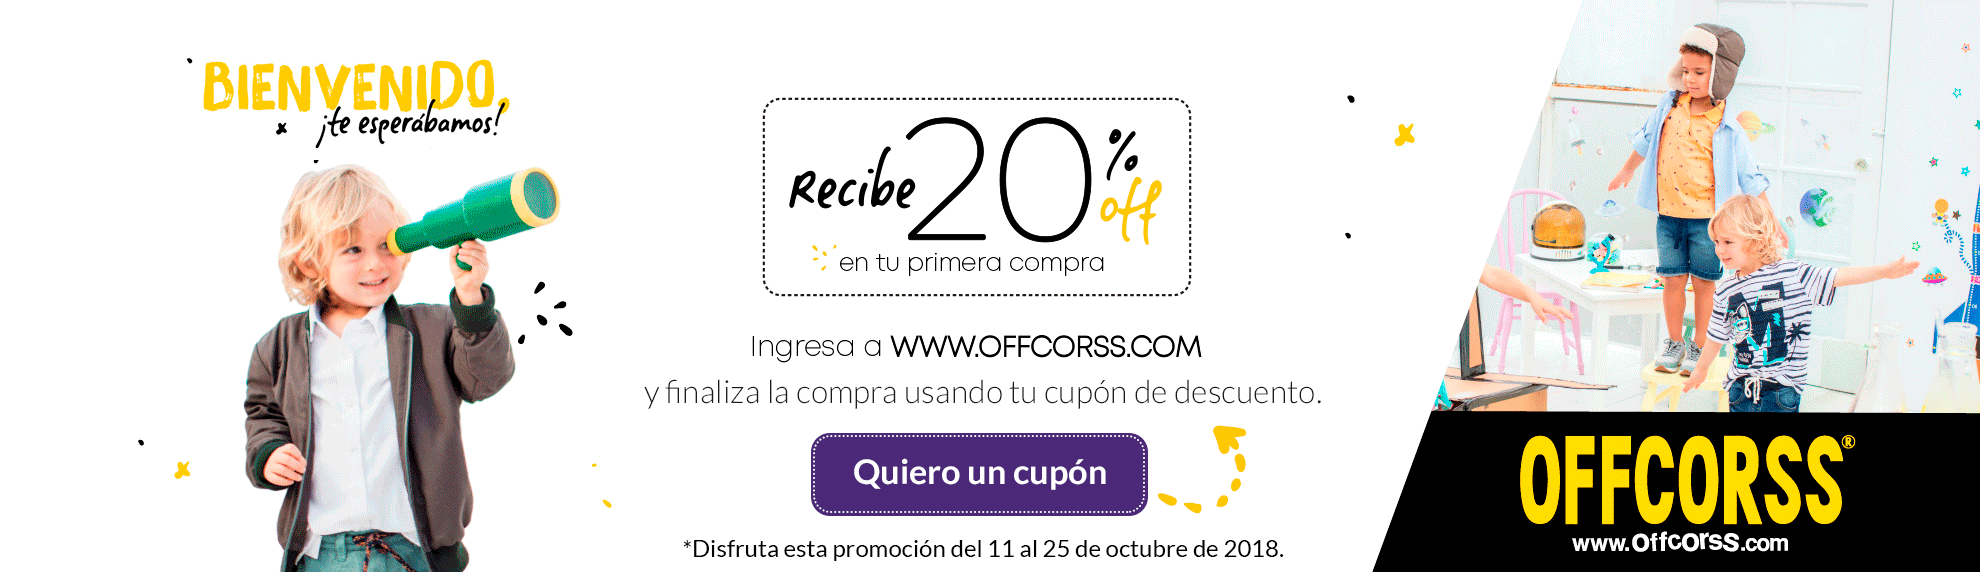 BIENVENIDO,
¡te esperábamos!
Recibe 20% off
en tu primera compra
Ingresa a WWW.OFFCORSS.COM
y finaliza la compra usando tu cupón de descuento.
Quiero un cupón
*Disfruta esta promoción del 11 al 25 de octubre de 2018.
OFFCORSS®
www.offcorss.com